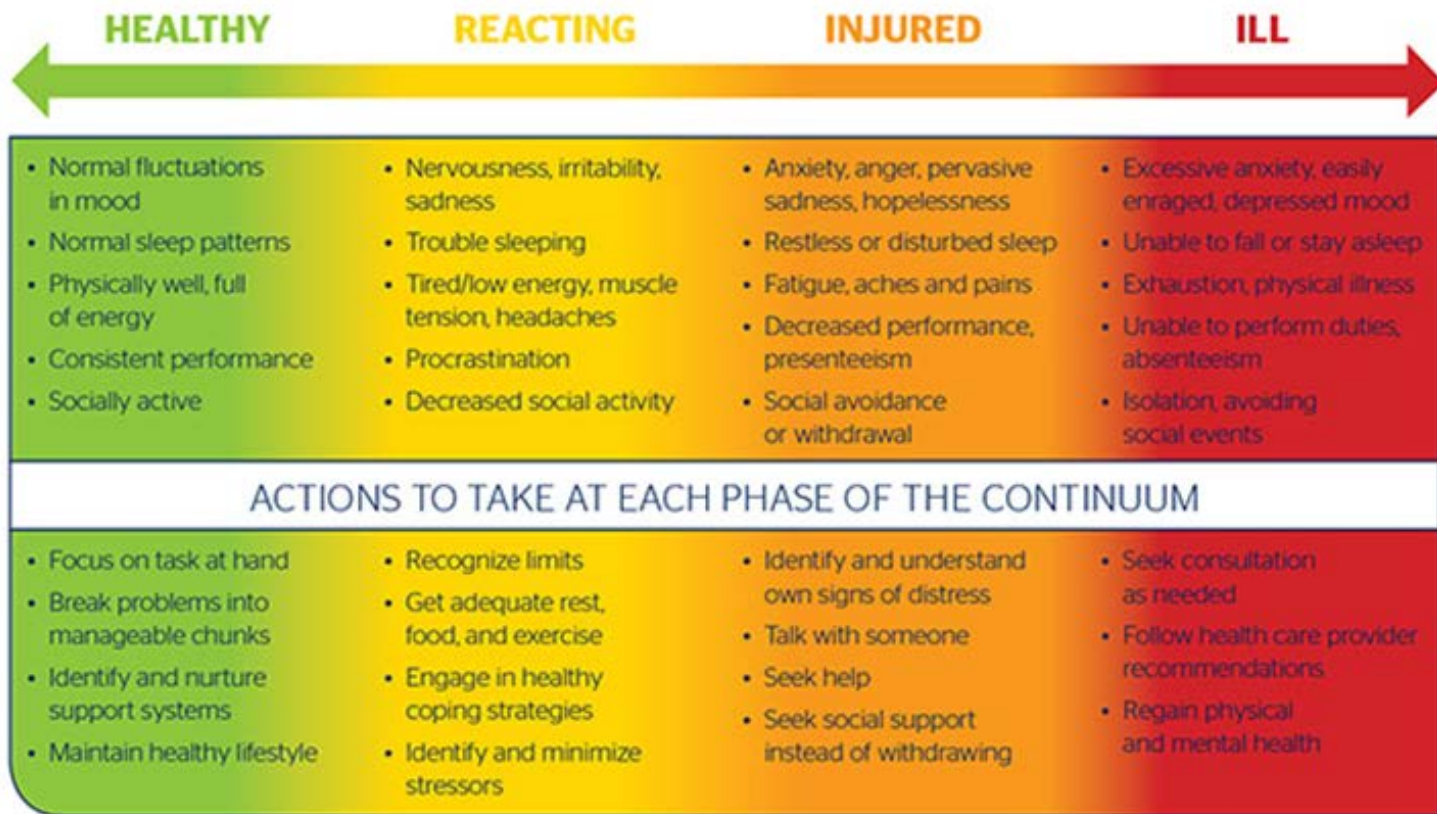 HEALTHY REACTING INJURED ILL
• Normal fluctuations
in mood
• Normal sleep patterns
• Physically well, full
of energy
• Consistent performance
• Socially active
• Nervousness, irritability,
sadness
• Trouble sleeping
• Tired/low energy, muscle
tension, headaches
• Procrastination
• Decreased social activity
• Anxiety, anger, pervasive
sadness, hopelessness
• Restless or disturbed sleep
• Fatigue, aches and pains
• Decreased performance,
presenteeism
• Social avoidance
or withdrawal
• Excessive anxiety, easily
enraged, depressed mood
• Unable to fall or stay asleep
• Exhaustion, physical illness
• Unable to perform duties,
absenteeism
• Isolation, avoiding
social events
ACTIONS TO TAKE AT EACH PHASE OF THE CONTINUUM
• Focus on task at hand
• Break problems into
manageable chunks
• Identify and nurture
support systems
• Maintain healthy lifestyle
• Recognize limits
• Get adequate rest,
food, and exercise
• Engage in healthy
coping strategies
• Identify and minimize
stressors
• Identify and understand
own signs of distress
• Talk with someone
• Seek help
• Seek social support
instead of withdrawing
• Seek consultation
as needed
• Follow health care provider
recommendations
• Regain physical
and mental health